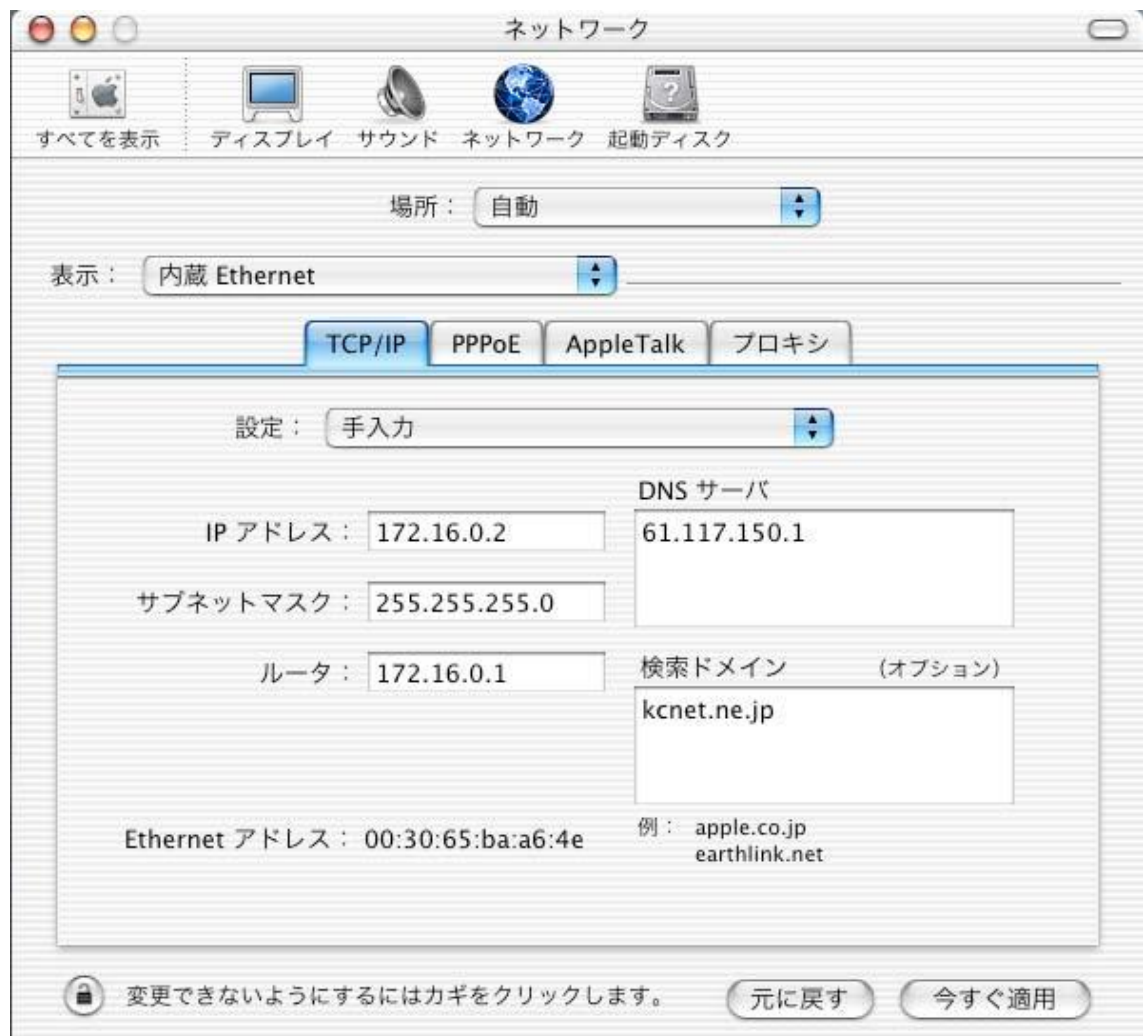 ネットワーク
すべてを表示 ディスプレイ サウンド ネットワーク 起動ディスク
場所： 自動
表示： 内蔵 Ethernet
TCP/IP PPPoE AppleTalk プロキシ
設定： 手入力
DNS サーバ
IP アドレス： 172.16.0.2 61.117.150.1
サブネットマスク： 255.255.255.0
ルータ： 172.16.0.1 検索ドメイン （オプション）
kcnet.ne.jp
Ethernet アドレス： 00:30:65:ba:a6:4e 例： apple.co.jp
earthlink.net
変更できないようにするにはカギをクリックします。 元に戻す 今すぐ適用